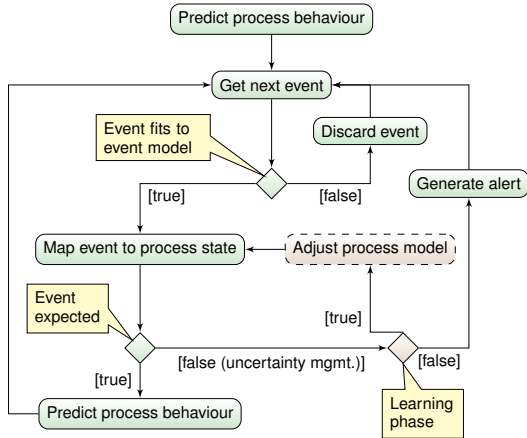 Predict process behaviour
Get next event
Event fits to
event model
Discard event
[true]
[false]
Generate alert
Map event to process state
Adjust process model
Event
expected
[true]
[false (uncertainty mgmt.)]
[false]
[true]
Predict process behaviour
Learning
phase